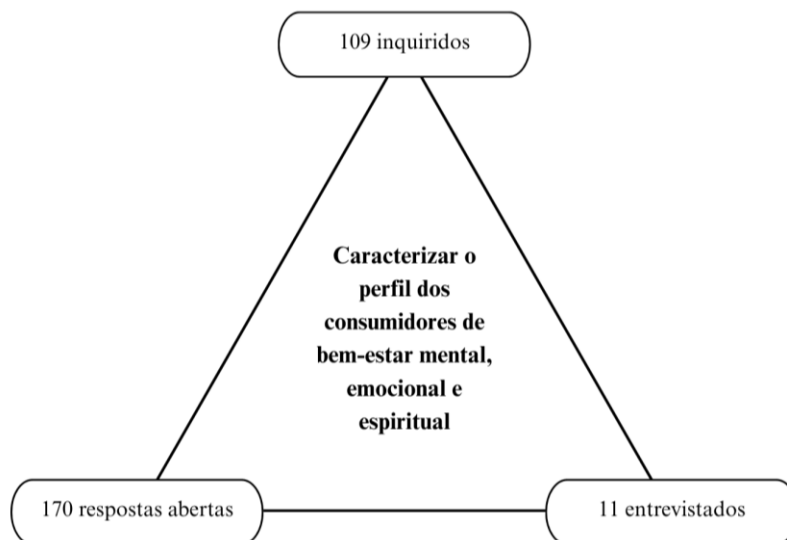 109 inquiridos
Caracterizar o
perfil dos
consumidores de
bem-estar mental,
emocional e
espiritual
170 respostas abertas
11 entrevistados